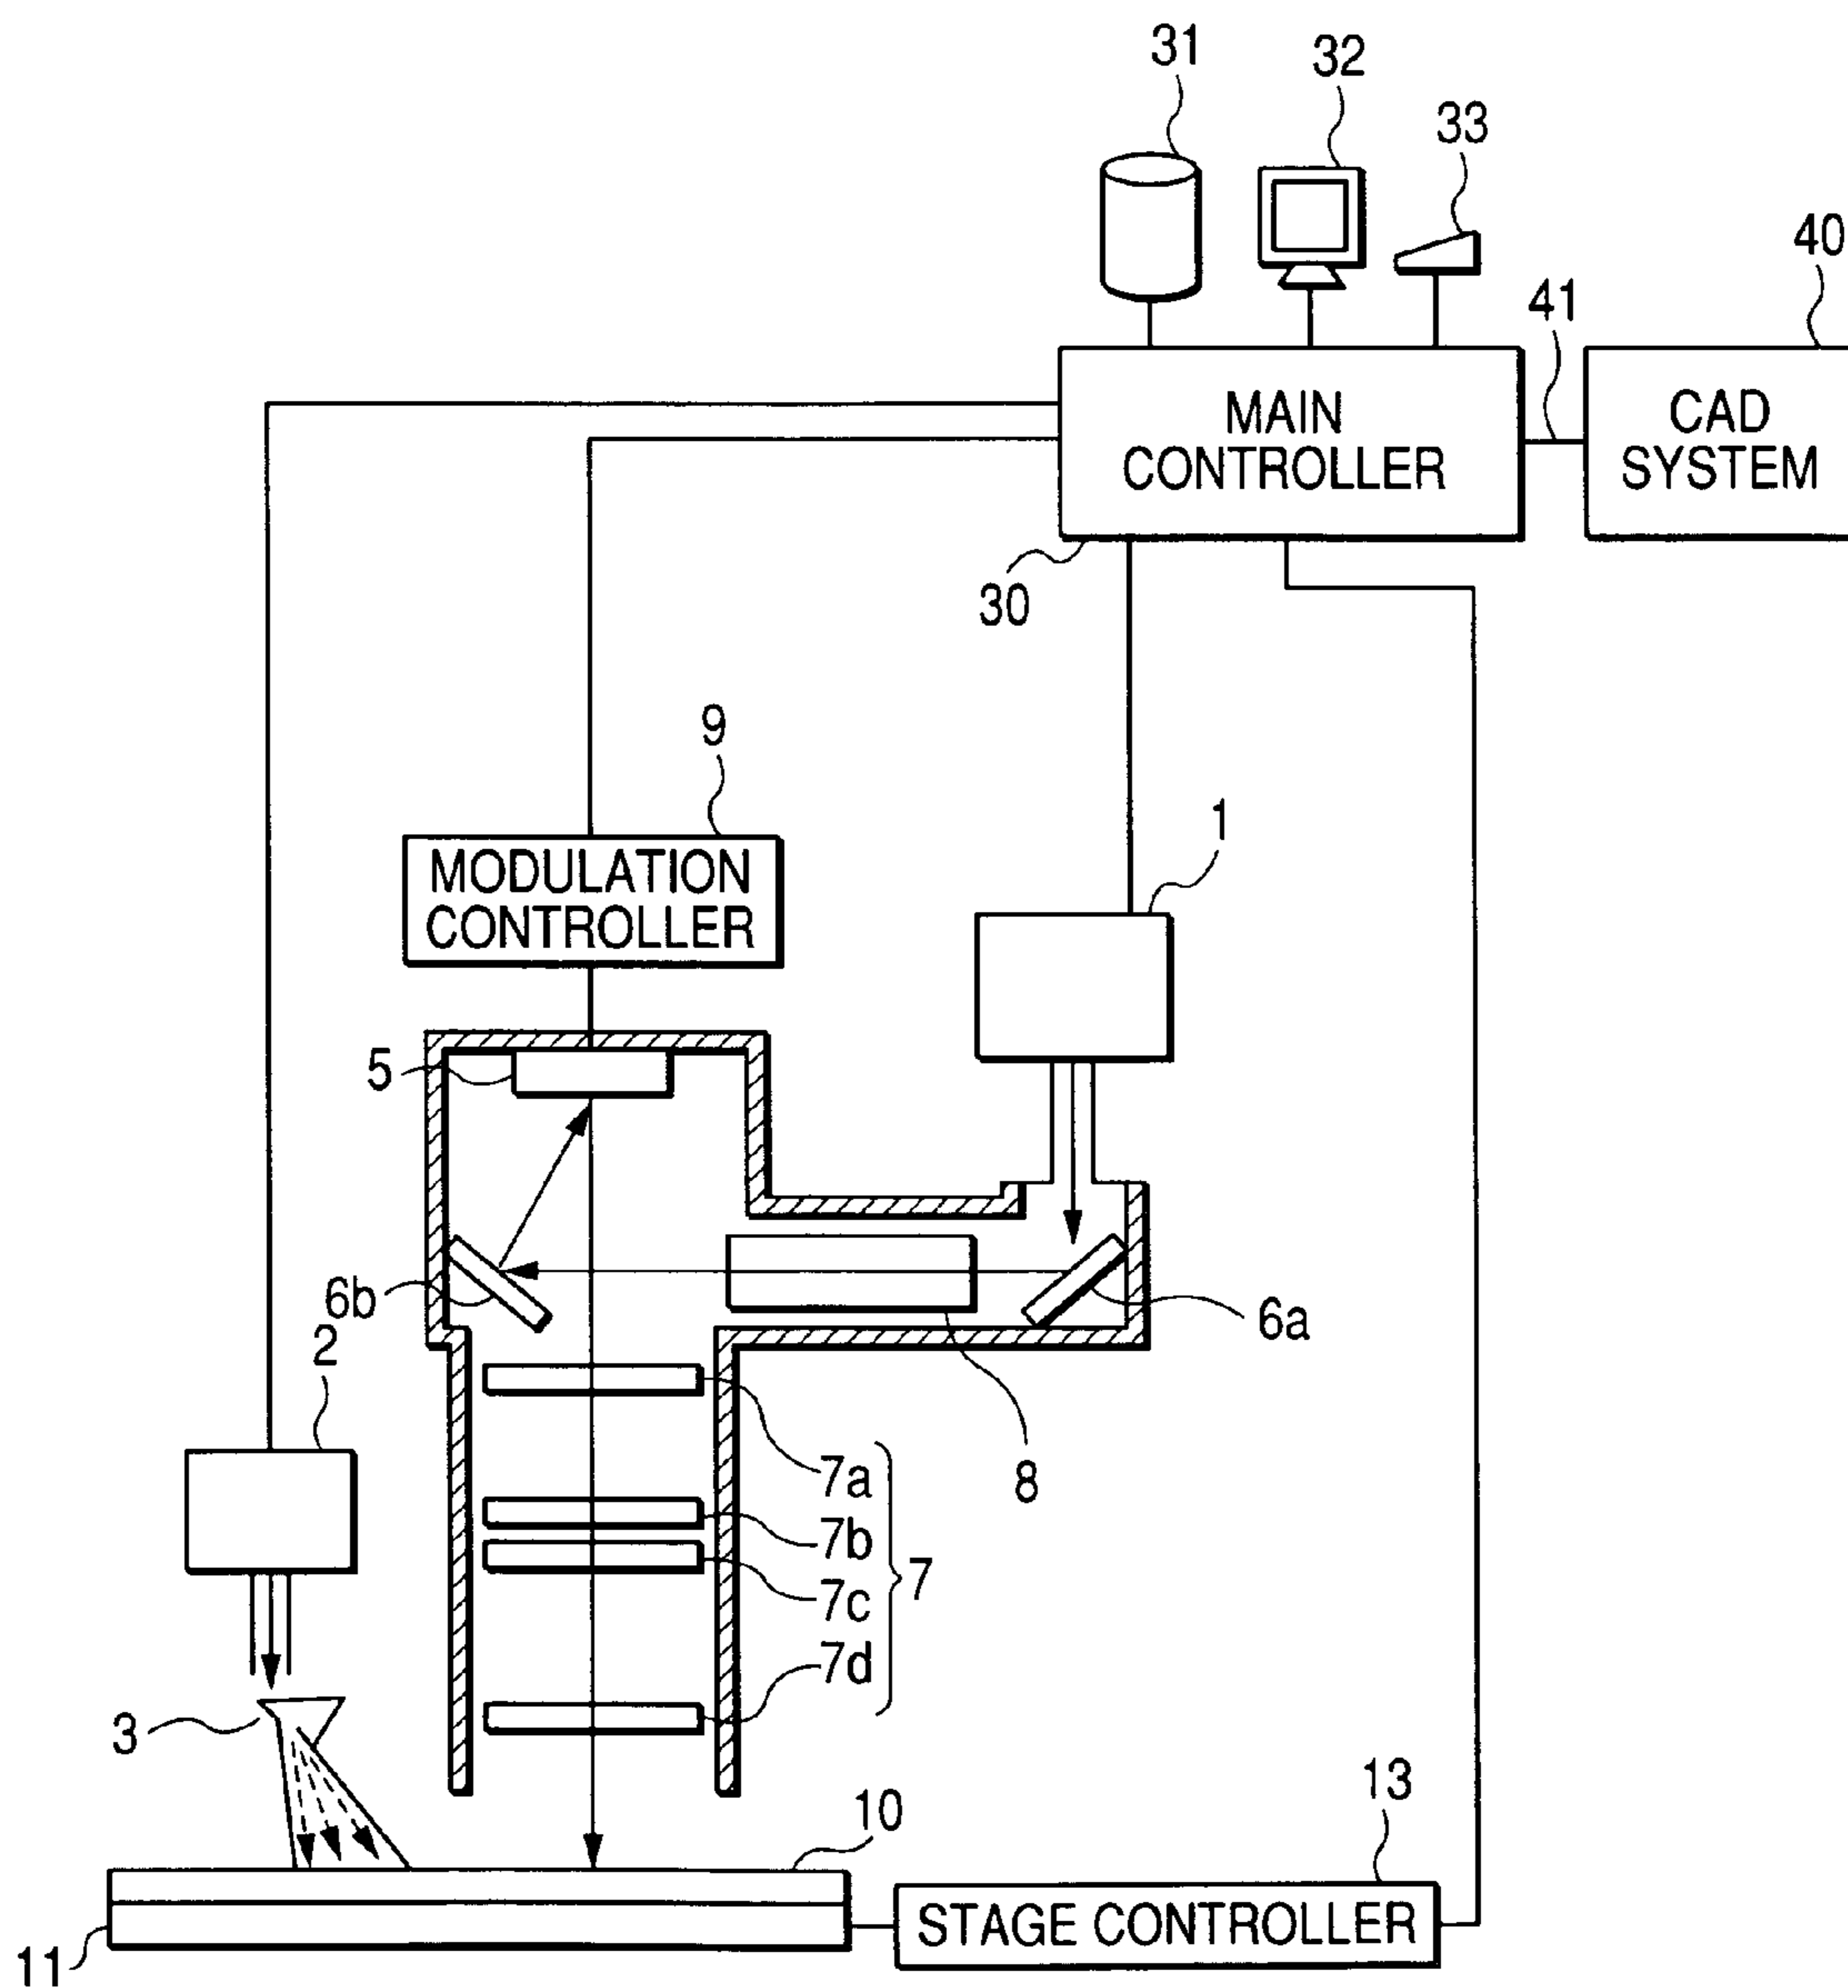 31
32
33
40
41
MAIN
CONTROLLER
CAD
SYSTEM
30
9
1
MODULATION
CONTROLLER
5
6b
6a
2
7a
8
7b
7
7c
7d
3
10
13
STAGE CONTROLLER
11